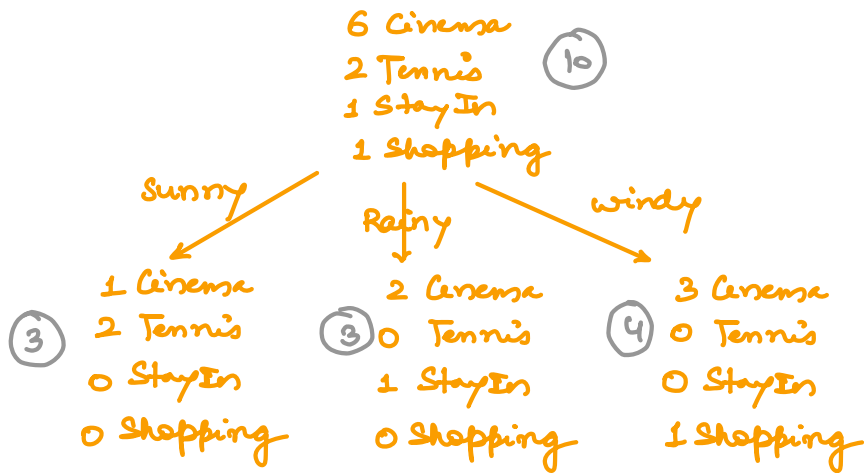 6 Cinema
2 Tennis
10
1 StayIn
1 Shopping
Sunny
Rainy
windy
1 Cinema
2 Tennis
0 StayIn
0 Shopping
3
2 Cinema
0 Tennis
1 StayIn
0 Shopping
3
3 Cinema
0 Tennis
0 StayIn
1 Shopping
4